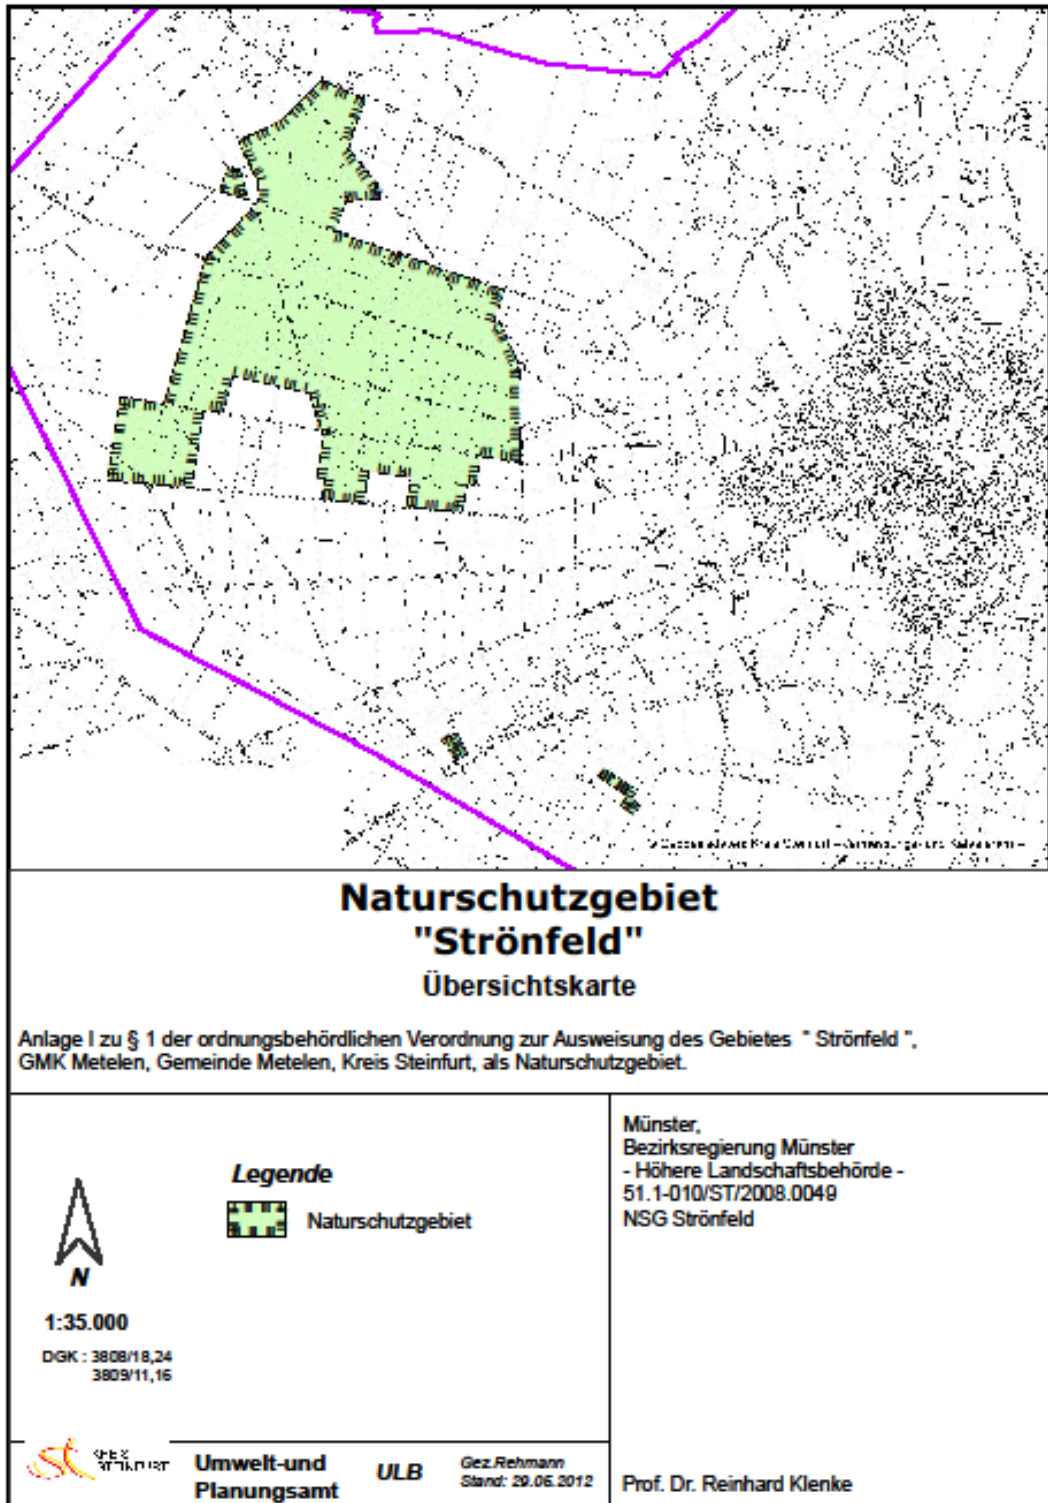 Naturschutzgebiet
"Strönfeld"
Übersichtskarte
Anlage I zu § 1 der ordnungsbehördlichen Verordnung zur Ausweisung des Gebietes " Strönfeld ",
GMK Metelen, Gemeinde Metelen, Kreis Steinfurt, als Naturschutzgebiet.
Legende
Naturschutzgebiet
N
1:35.000
DGK : 3808/18,24
3809/11,16
Münster,
Bezirksregierung Münster
- Höhere Landschaftsbehörde -
51.1-010/ST/2008.0049
NSG Strönfeld
KREIS
STEINFURT
Umwelt-und
Planungsamt
ULB
Gez.Rehmann
Stand: 29.06.2012
Prof. Dr. Reinhard Klenke